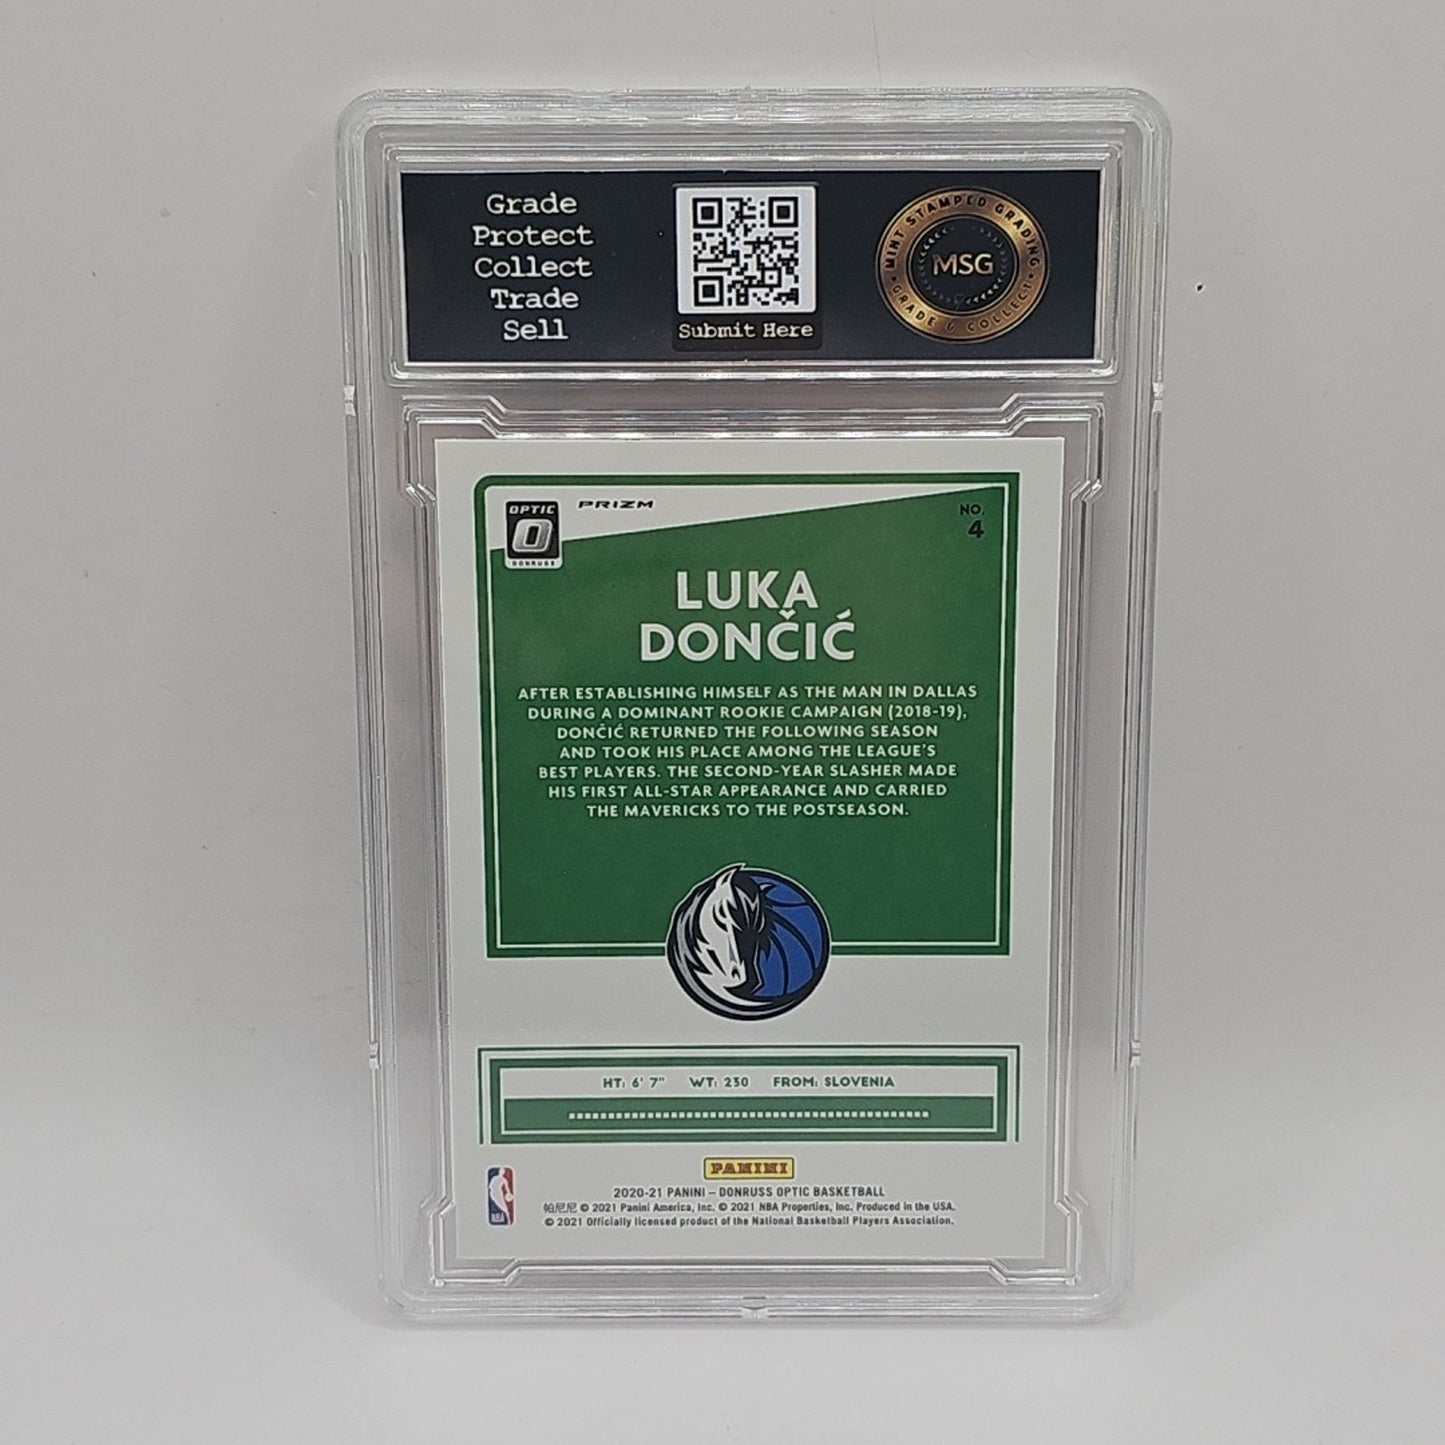 Grade
Protect
Collect
Trade
Sell
Submit Here
MINT STAMPED GRADING
MSG
GRADE & COLLECT
OPTIC
DONRUSS
PRIZM
NO.
4
LUKA
DONČIĆ
AFTER ESTABLISHING HIMSELF AS THE MAN IN DALLAS
DURING A DOMINANT ROOKIE CAMPAIGN (2018-19),
DONČIĆ RETURNED THE FOLLOWING SEASON
AND TOOK HIS PLACE AMONG THE LEAGUE'S
BEST PLAYERS. THE SECOND-YEAR SLASHER MADE
HIS FIRST ALL-STAR APPEARANCE AND CARRIED
THE MAVERICKS TO THE POSTSEASON.
HT: 6' 7" WT: 230 FROM: SLOVENIA
PANINI
NBA
2020-21 PANINI – DONRUSS OPTIC BASKETBALL
帕尼尼 © 2021 Panini America, Inc. © 2021 NBA Properties, Inc. Produced in the USA.
© 2021 Officially licensed product of the National Basketball Players Association.